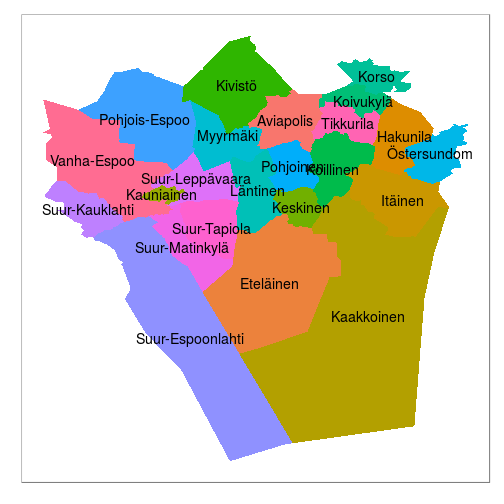 Korso
Kivistö
Koivukylä
Pohjois-Espoo
Aviapolis
Tikkurila
Myyrmäki
Hakunila
Östersundom
Vanha-Espoo
Pohjoinen
Koillinen
Suur-Leppävaara
Läntinen
Kauniainen
Itäinen
Suur-Kauklahti
Keskinen
Suur-Tapiola
Suur-Matinkylä
Eteläinen
Kaakkoinen
Suur-Espoonlahti